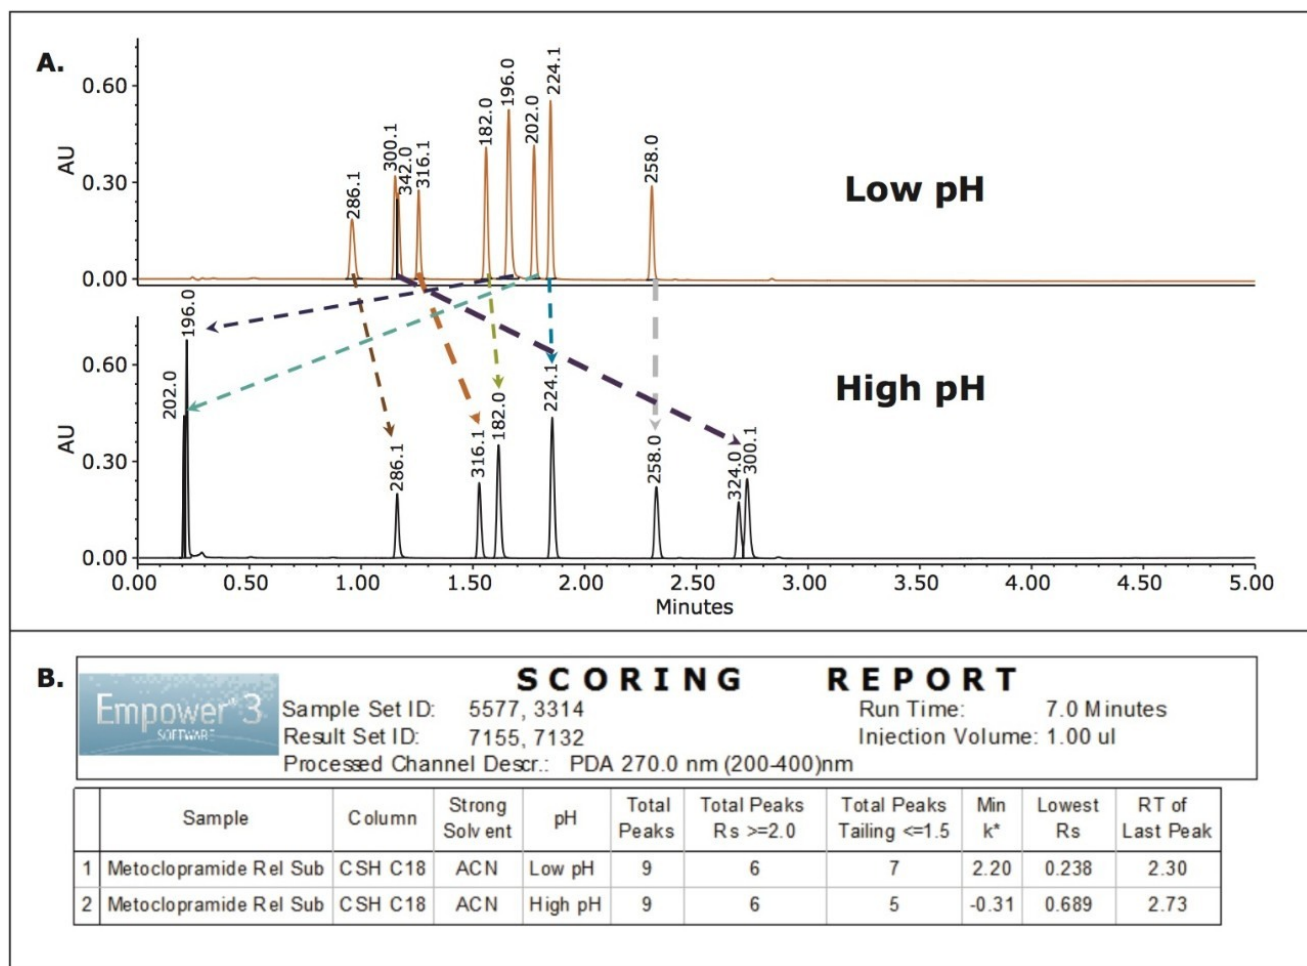 A.
0.60
0.30
0.00
AU
286.1
300.1
342.0
316.1
182.0
196.0
202.0
224.1
258.0
Low pH
0.60
0.30
0.00
AU
202.0
196.0
286.1
316.1
182.0
224.1
258.0
324.0
300.1
High pH
0.00 0.50 1.00 1.50 2.00 2.50 3.00 3.50 4.00 4.50 5.00
Minutes
B.
SCORING REPORT
Empower® 3
SOFTWARE
Sample Set ID: 5577, 3314 Run Time: 7.0 Minutes
Result Set ID: 7155, 7132 Injection Volume: 1.00 ul
Processed Channel Descr.: PDA 270.0 nm (200-400)nm
Sample Column Strong Solvent pH Total Peaks Total Peaks Rs >=2.0 Total Peaks Tailing <=1.5 Min k* Lowest Rs RT of Last Peak
1 Metoclopramide Rel Sub CSH C18 ACN Low pH 9 6 7 2.20 0.238 2.30
2 Metoclopramide Rel Sub CSH C18 ACN High pH 9 6 5 -0.31 0.689 2.73